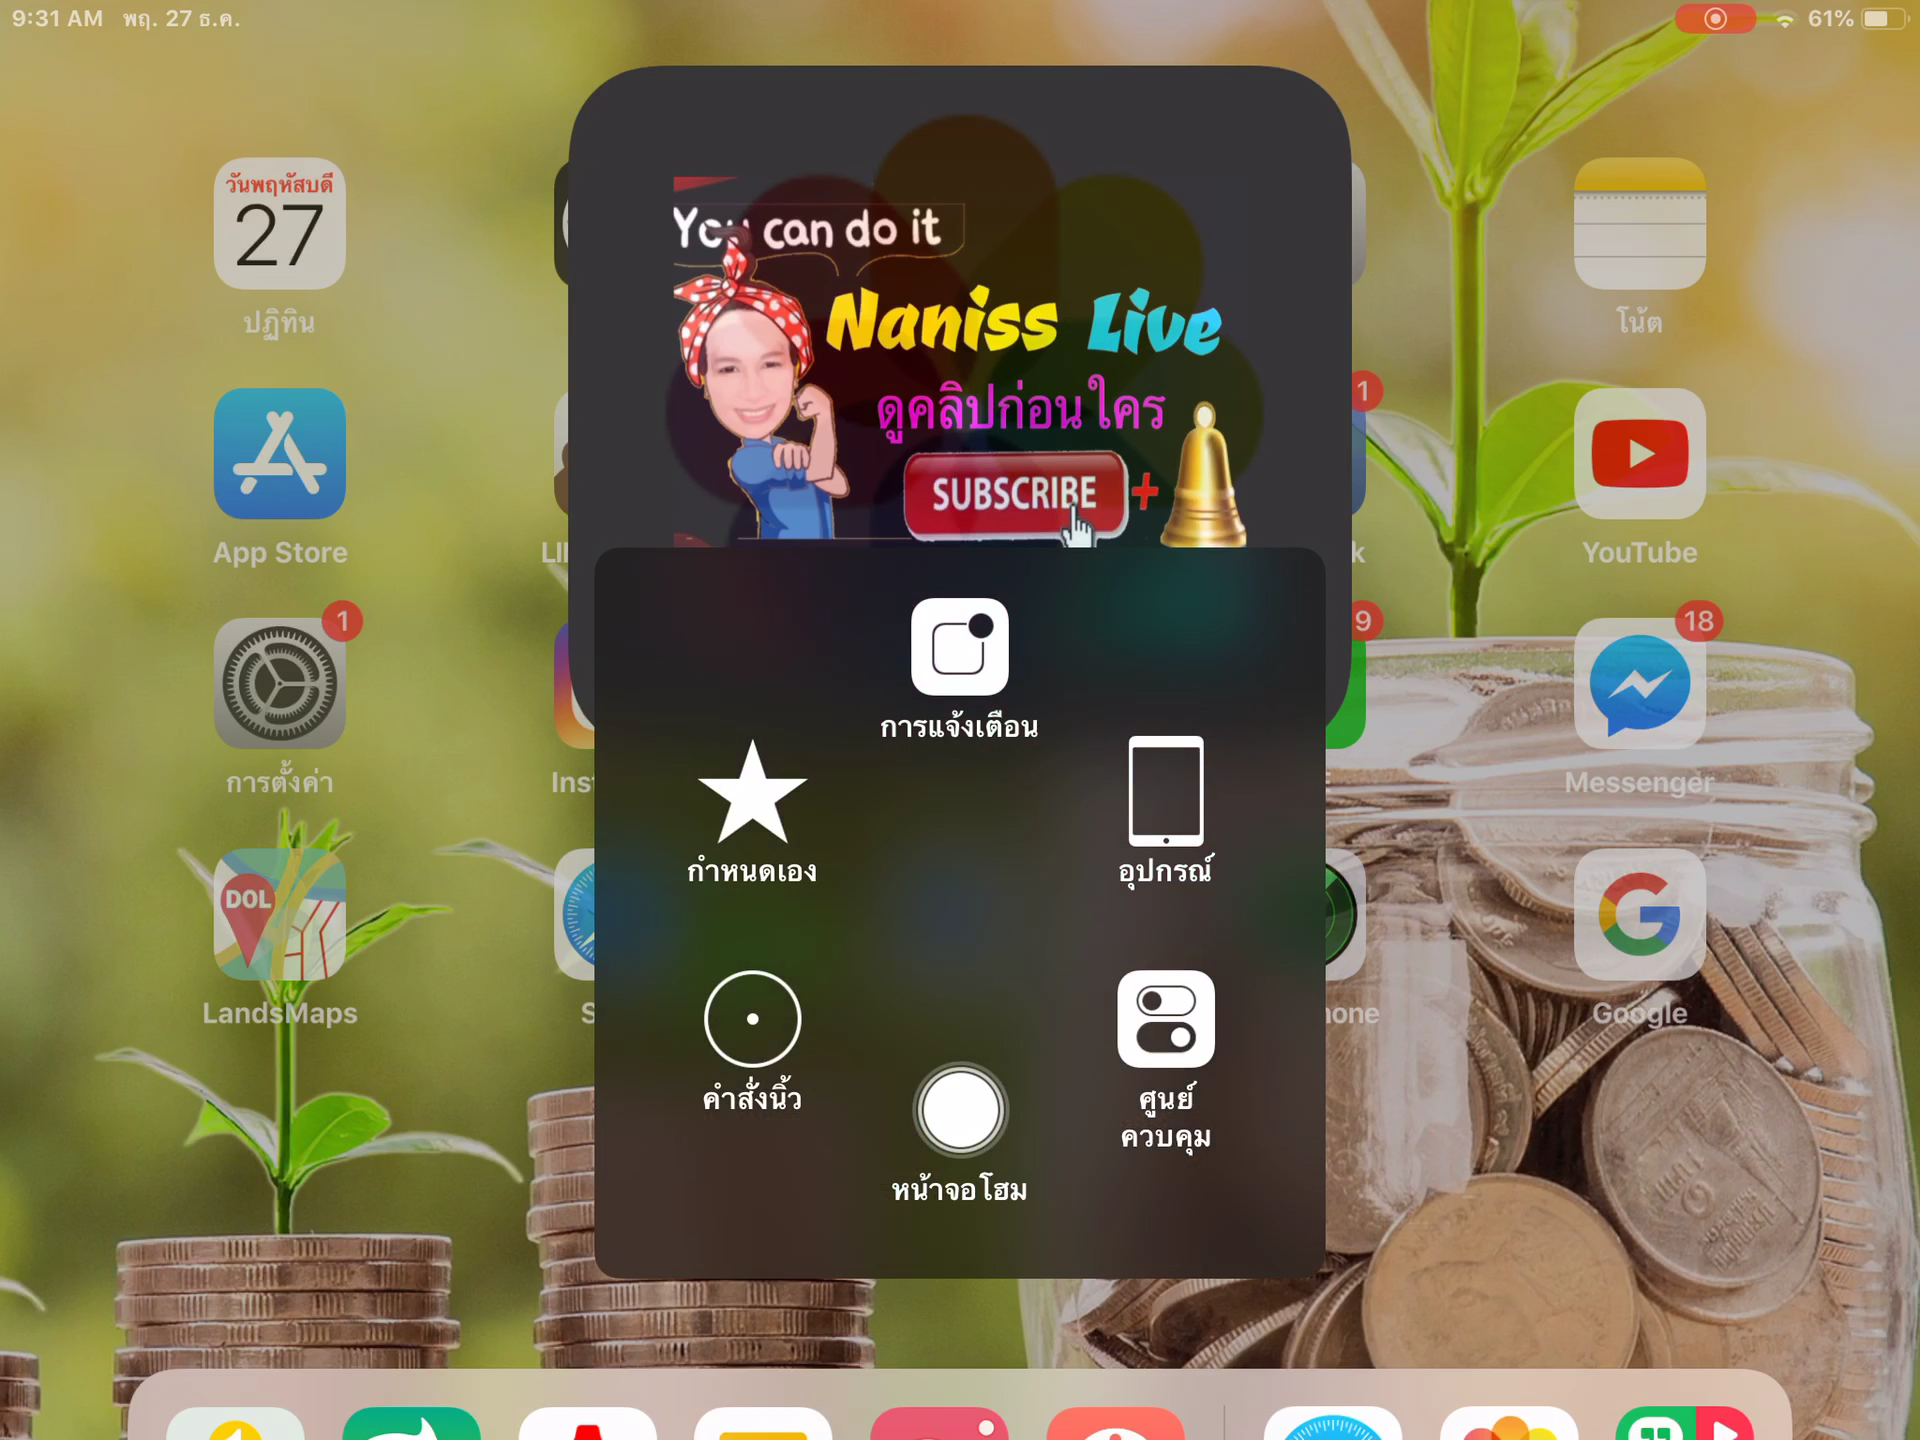 9:31 AM พฤ. 27 ธ.ค.
61%
วันพฤหัสบดี
27
ปฏิทิน
You can do it
Naniss Live
ดูคลิปก่อนใคร
SUBSCRIBE +
โน้ต
App Store
1
YouTube
การแจ้งเตือน
1
การตั้งค่า
9
18
Messenger
กำหนดเอง
อุปกรณ์
DOL
LandsMaps
Google
คำสั่งนิ้ว
ศูนย์
ควบคุม
หน้าจอโฮม